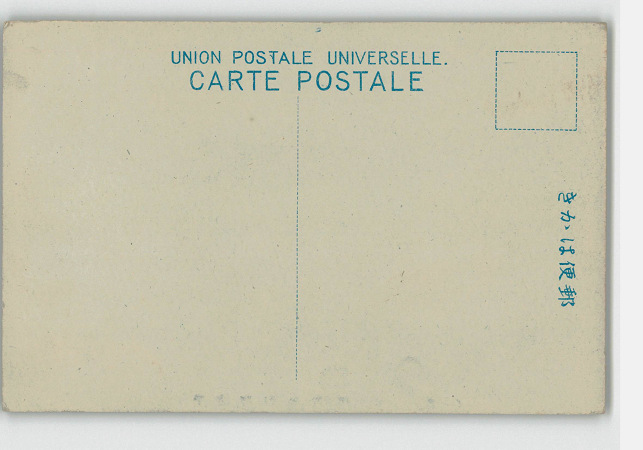 UNION POSTALE UNIVERSELLE.
CARTE POSTALE
きかは便郵